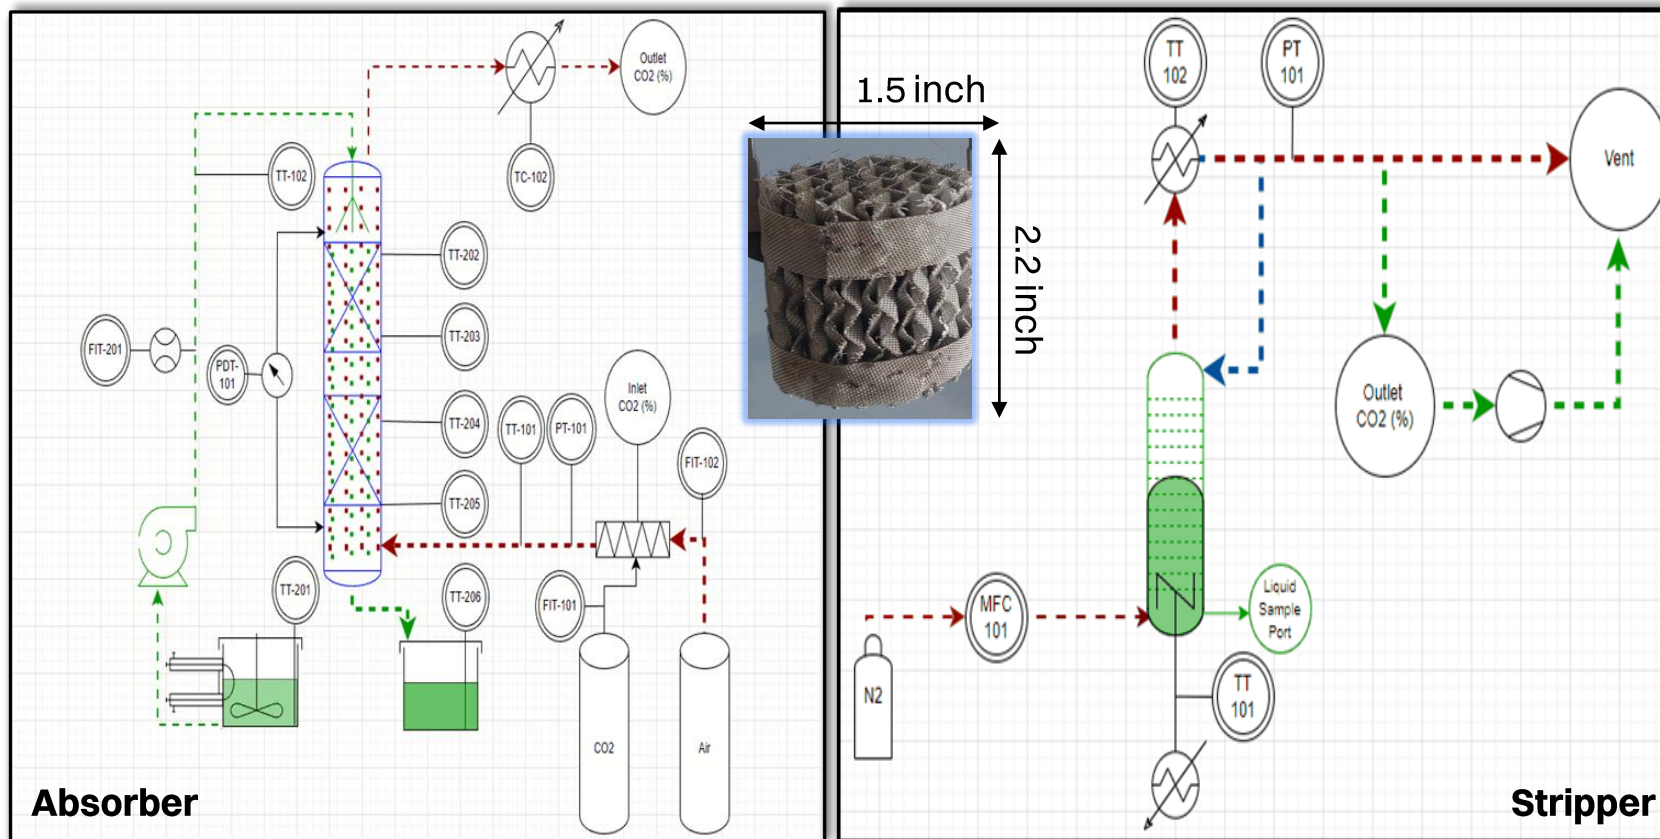 Outlet
CO2 (%)
TC-102
TT-102
TT-202
TT-203
FIT-201
PDT-
101
TT-204
TT-205
TT-101
PT-101
Inlet
CO2 (%)
FIT-102
TT-201
TT-206
FIT-101
CO2
Air
Absorber
1.5 inch
2.2 inch
TT
102
PT
101
Vent
Outlet
CO2 (%)
MFC
101
Liquid
Sample
Port
N2
TT
101
Stripper